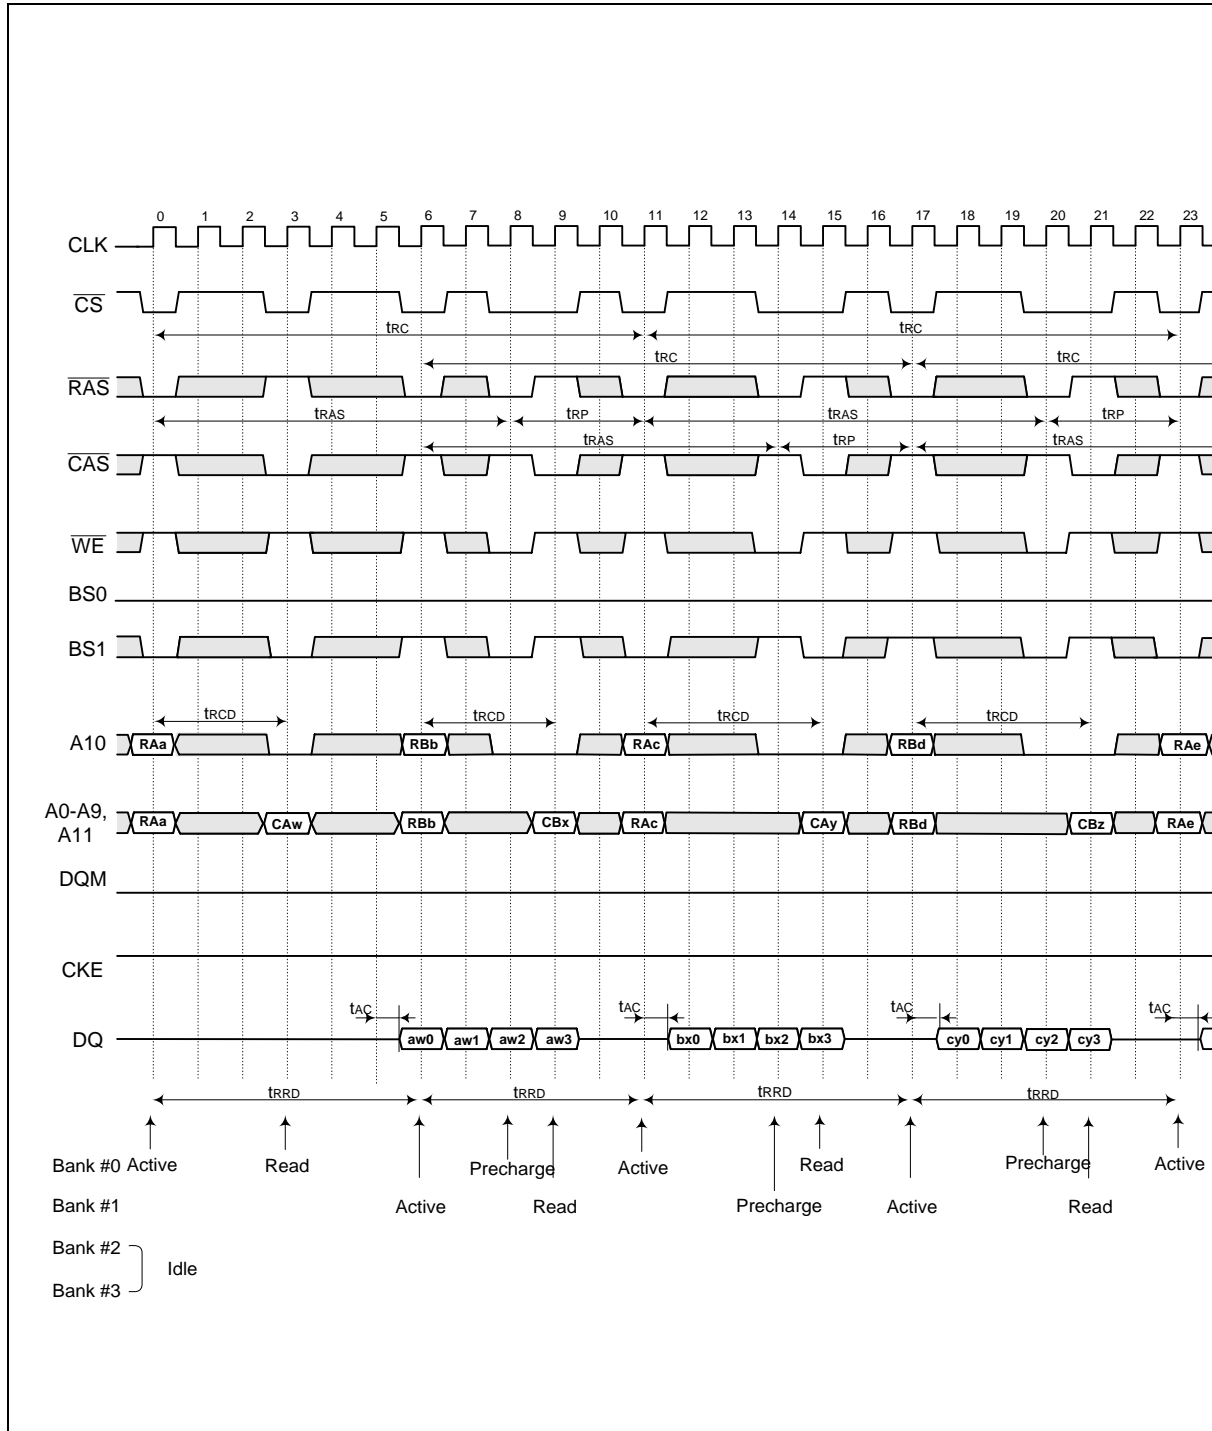 0 1 2 3 4 5 6 7 8 9 10 11 12 13 14 15 16 17 18 19 20 21 22 23
CLK
CS
tRC tRC
tRC tRC
RAS
tRAS tRP tRAS tRP
tRAS tRP tRAS
CAS
WE
BS0
BS1
tRCD tRCD tRCD tRCD
A10 RAa RBb RAc RBd RAe
A0-A9,
A11
RAa CAw RBb CBx RAc CAy RBd CBz RAe
DQM
CKE
tAC tAC tAC tAC
DQ aw0 aw1 aw2 aw3 bx0 bx1 bx2 bx3 cy0 cy1 cy2 cy3
tRRD tRRD tRRD tRRD
Bank #0 Active Read Precharge Active Read Precharge Active
Bank #1 Active Read Precharge Active Read
Bank #2
Idle
Bank #3